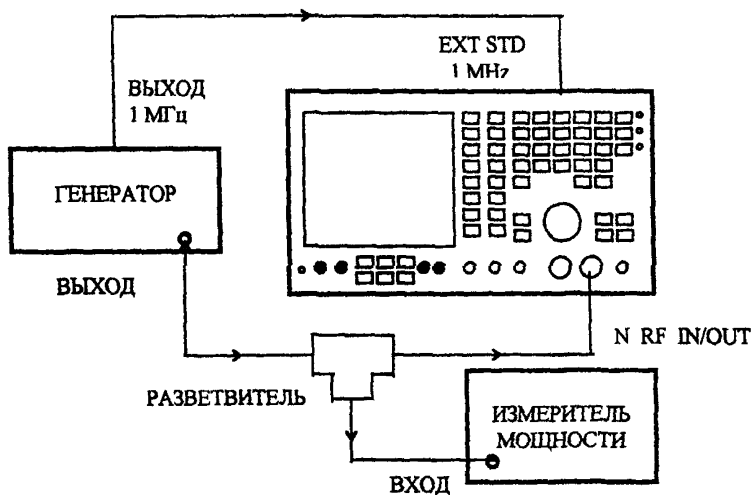 EXT STD
1 MHz
ВЫХОД
1 МГц
ГЕНЕРАТОР
ВЫХОД
N RF IN/OUT
РАЗВЕТВИТЕЛЬ
ИЗМЕРИТЕЛЬ
МОЩНОСТИ
ВХОД